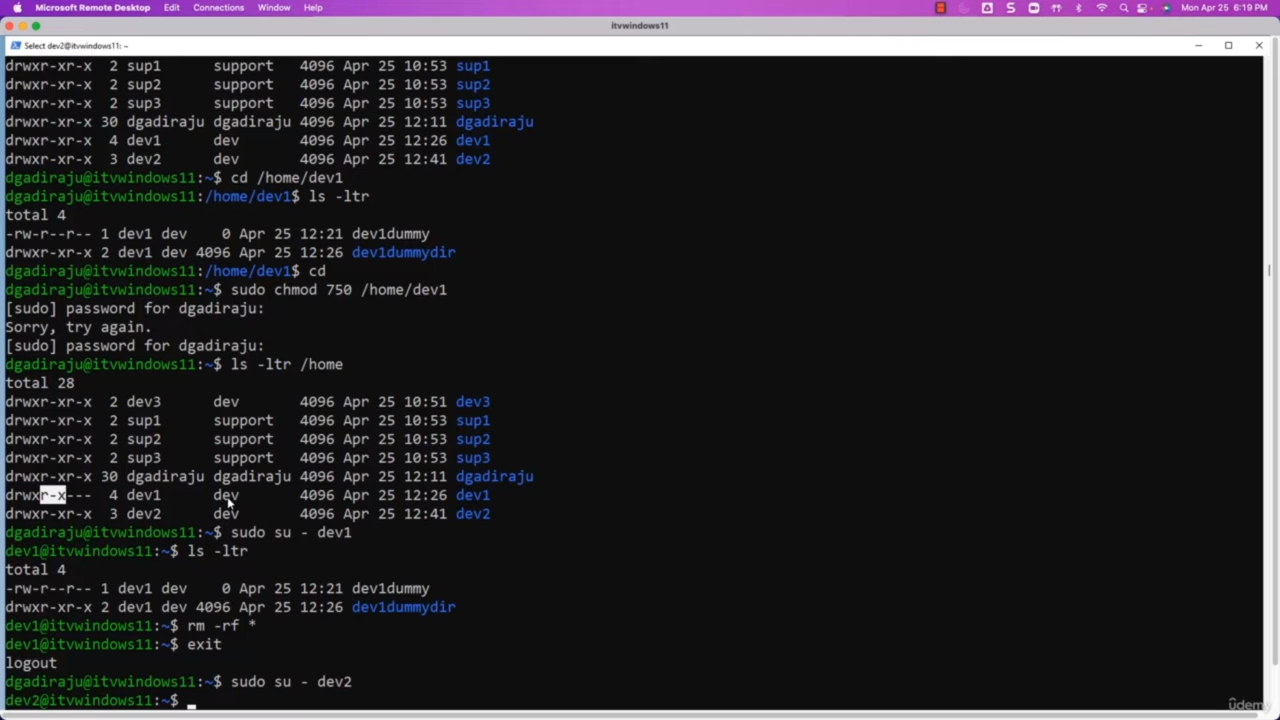 Microsoft Remote Desktop Edit Connections Window Help Mon Apr 25 6:19 PM
itvwindows11
Select dev2@itvwindows11: ~
drwxr-xr-x 2 sup1 support 4096 Apr 25 10:53 sup1
drwxr-xr-x 2 sup2 support 4096 Apr 25 10:53 sup2
drwxr-xr-x 2 sup3 support 4096 Apr 25 10:53 sup3
drwxr-xr-x 30 dgadiraju dgadiraju 4096 Apr 25 12:11 dgadiraju
drwxr-xr-x 4 dev1 dev 4096 Apr 25 12:26 dev1
drwxr-xr-x 3 dev2 dev 4096 Apr 25 12:41 dev2
dgadiraju@itvwindows11:~$ cd /home/dev1
dgadiraju@itvwindows11:/home/dev1$ ls -ltr
total 4
-rw-r--r-- 1 dev1 dev 0 Apr 25 12:21 dev1dummy
drwxr-xr-x 2 dev1 dev 4096 Apr 25 12:26 dev1dummydir
dgadiraju@itvwindows11:/home/dev1$ cd
dgadiraju@itvwindows11:~$ sudo chmod 750 /home/dev1
[sudo] password for dgadiraju:
Sorry, try again.
[sudo] password for dgadiraju:
dgadiraju@itvwindows11:~$ ls -ltr /home
total 28
drwxr-xr-x 2 dev3 dev 4096 Apr 25 10:51 dev3
drwxr-xr-x 2 sup1 support 4096 Apr 25 10:53 sup1
drwxr-xr-x 2 sup2 support 4096 Apr 25 10:53 sup2
drwxr-xr-x 2 sup3 support 4096 Apr 25 10:53 sup3
drwxr-xr-x 30 dgadiraju dgadiraju 4096 Apr 25 12:11 dgadiraju
drwxr-x--- 4 dev1 dev 4096 Apr 25 12:26 dev1
drwxr-xr-x 3 dev2 dev 4096 Apr 25 12:41 dev2
dgadiraju@itvwindows11:~$ sudo su - dev1
dev1@itvwindows11:~$ ls -ltr
total 4
-rw-r--r-- 1 dev1 dev 0 Apr 25 12:21 dev1dummy
drwxr-xr-x 2 dev1 dev 4096 Apr 25 12:26 dev1dummydir
dev1@itvwindows11:~$ rm -rf *
dev1@itvwindows11:~$ exit
logout
dgadiraju@itvwindows11:~$ sudo su - dev2
dev2@itvwindows11:~$
ûdemy